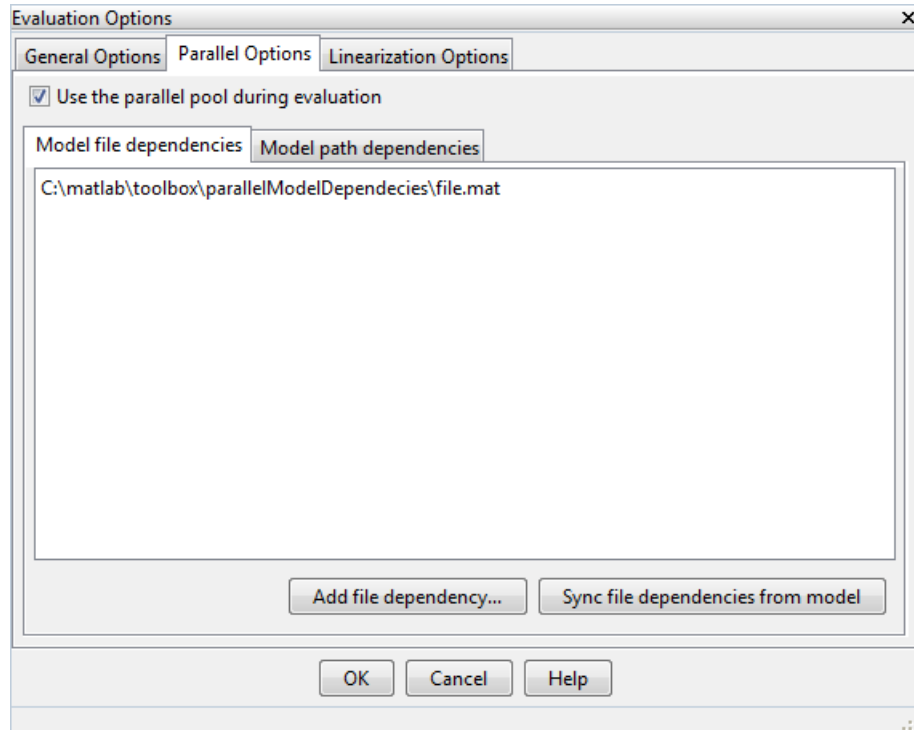 Evaluation Options
General Options Parallel Options Linearization Options
Use the parallel pool during evaluation
Model file dependencies Model path dependencies
C:\matlab\toolbox\parallelModelDependecies\file.mat
Add file dependency... Sync file dependencies from model
OK Cancel Help